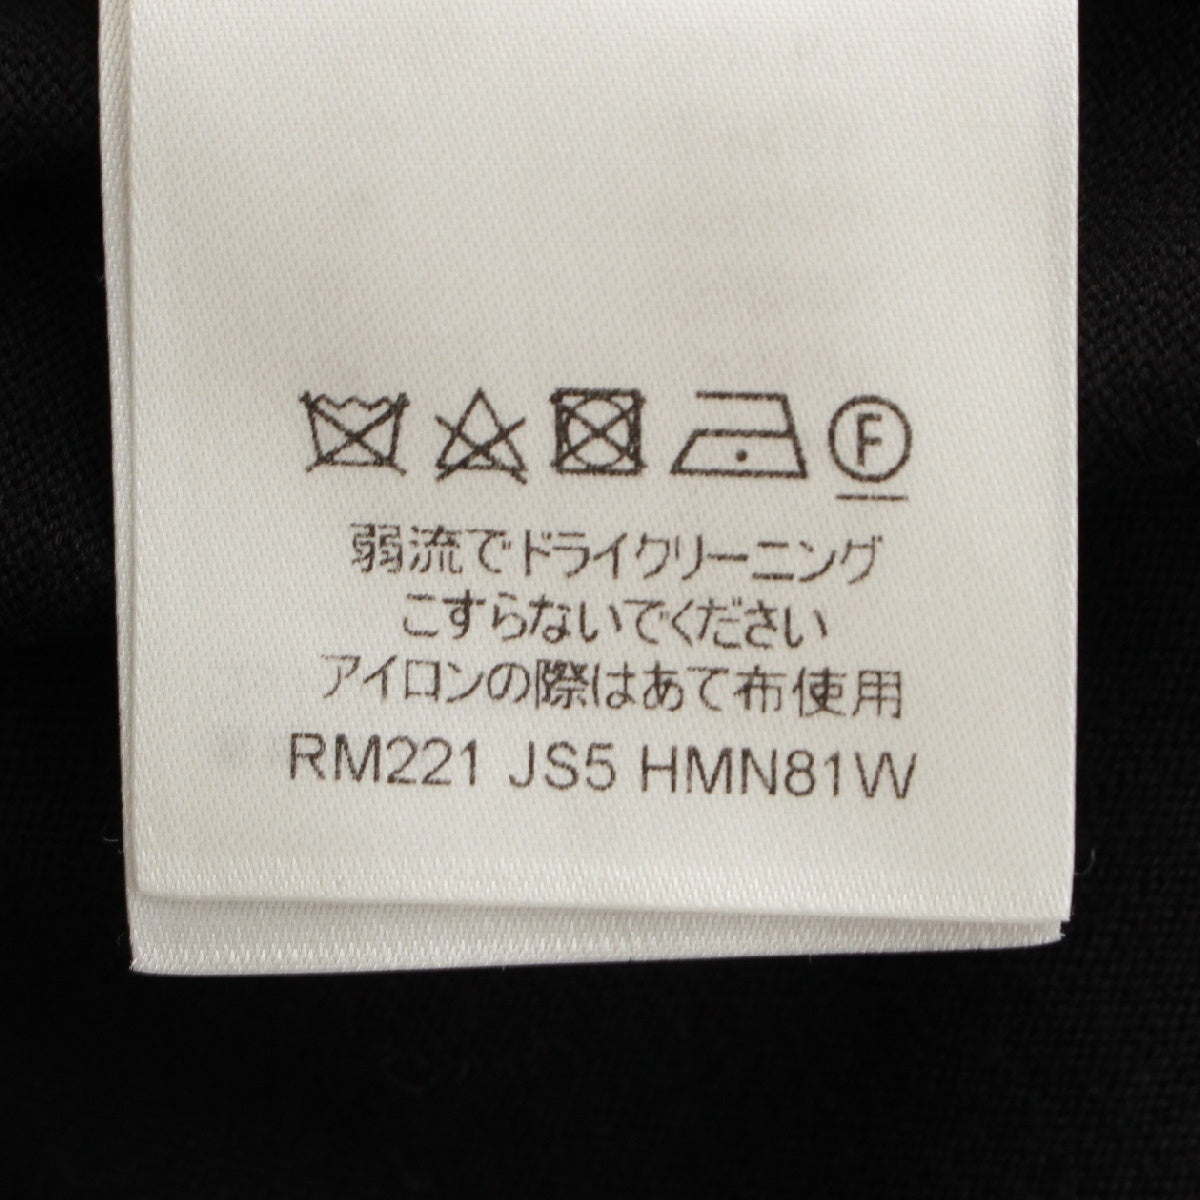 F
弱流でドライクリーニング
こすらないでください
アイロンの際はあて布使用
RM221 JS5 HMN81W